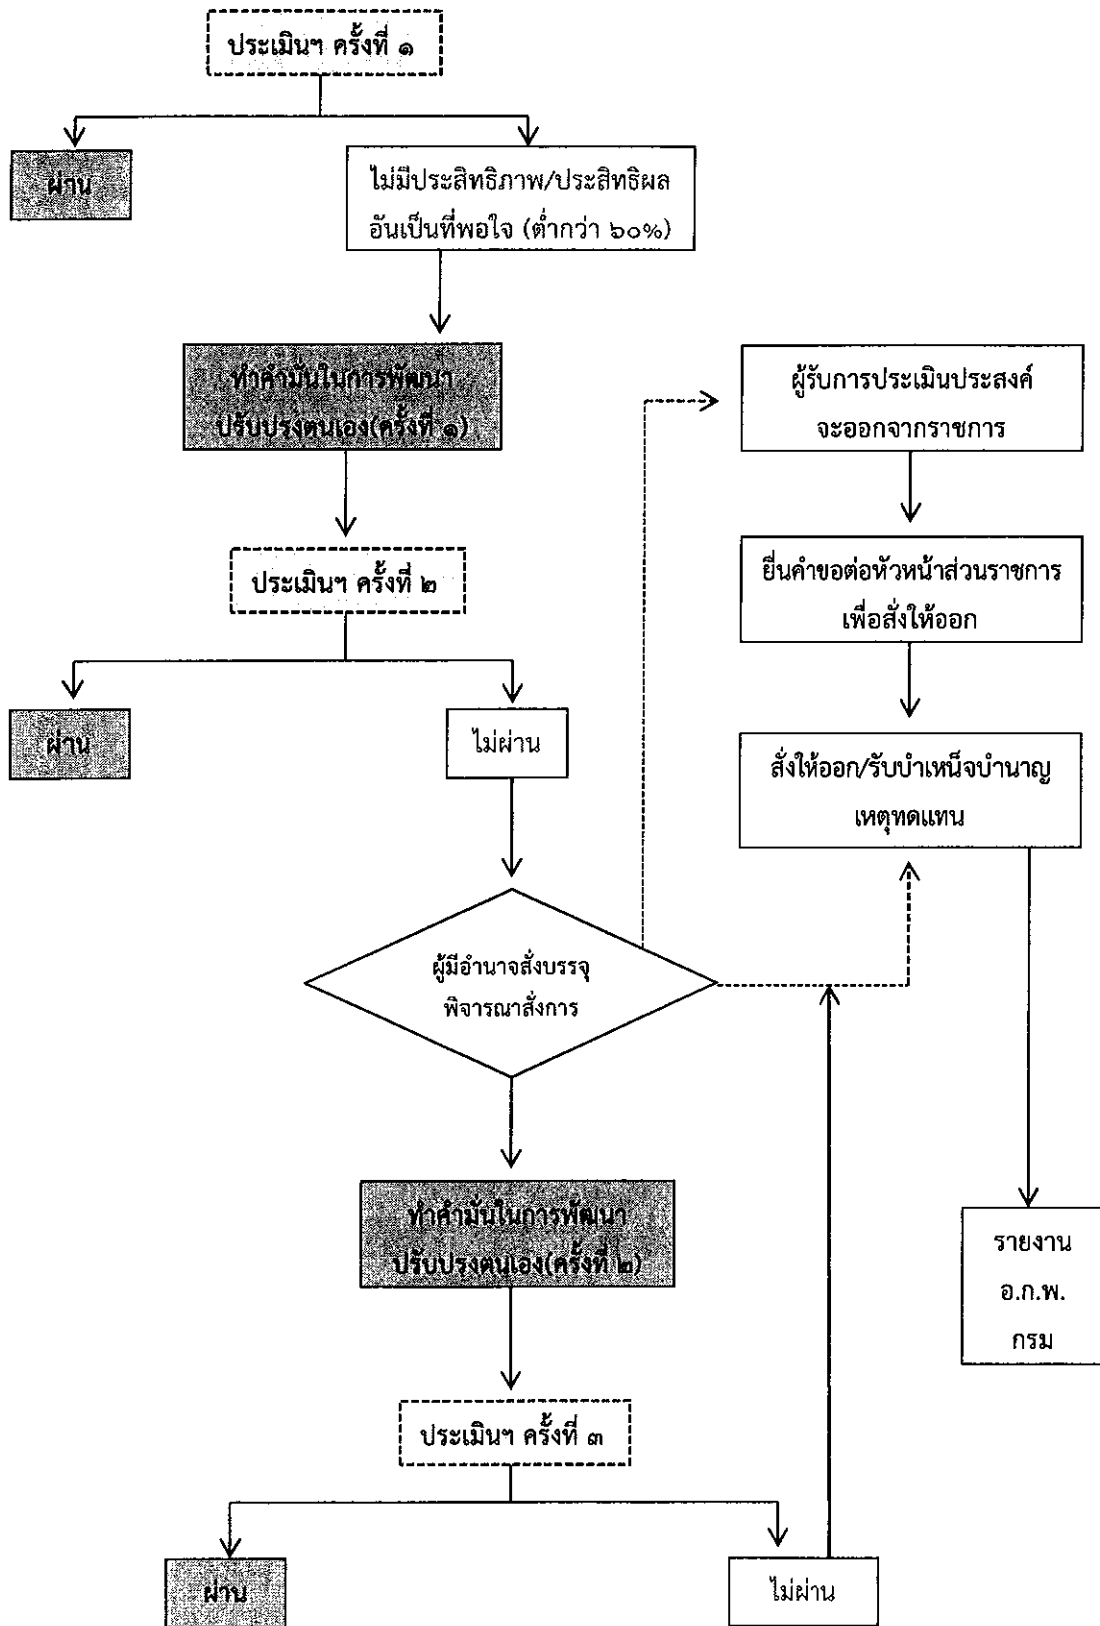 ประเมินฯ ครั้งที่ ๑
ผ่าน
ไม่มีประสิทธิภาพ/ประสิทธิผล
อันเป็นที่พอใจ (ต่ำกว่า ๖๐%)
ทำคำมั่นในการพัฒนา
ปรับปรุงตนเอง(ครั้งที่ ๑)
ผู้รับการประเมินประสงค์
จะออกจากราชการ
ประเมินฯ ครั้งที่ ๒
ยื่นคำขอต่อหัวหน้าส่วนราชการ
เพื่อสั่งให้ออก
ผ่าน
ไม่ผ่าน
สั่งให้ออก/รับบำเหน็จบำนาญ
เหตุทดแทน
ผู้มีอำนาจสั่งบรรจุ
พิจารณาสั่งการ
ทำคำมั่นในการพัฒนา
ปรับปรุงตนเอง(ครั้งที่ ๒)
รายงาน
อ.ก.พ.
กรม
ประเมินฯ ครั้งที่ ๓
ผ่าน
ไม่ผ่าน